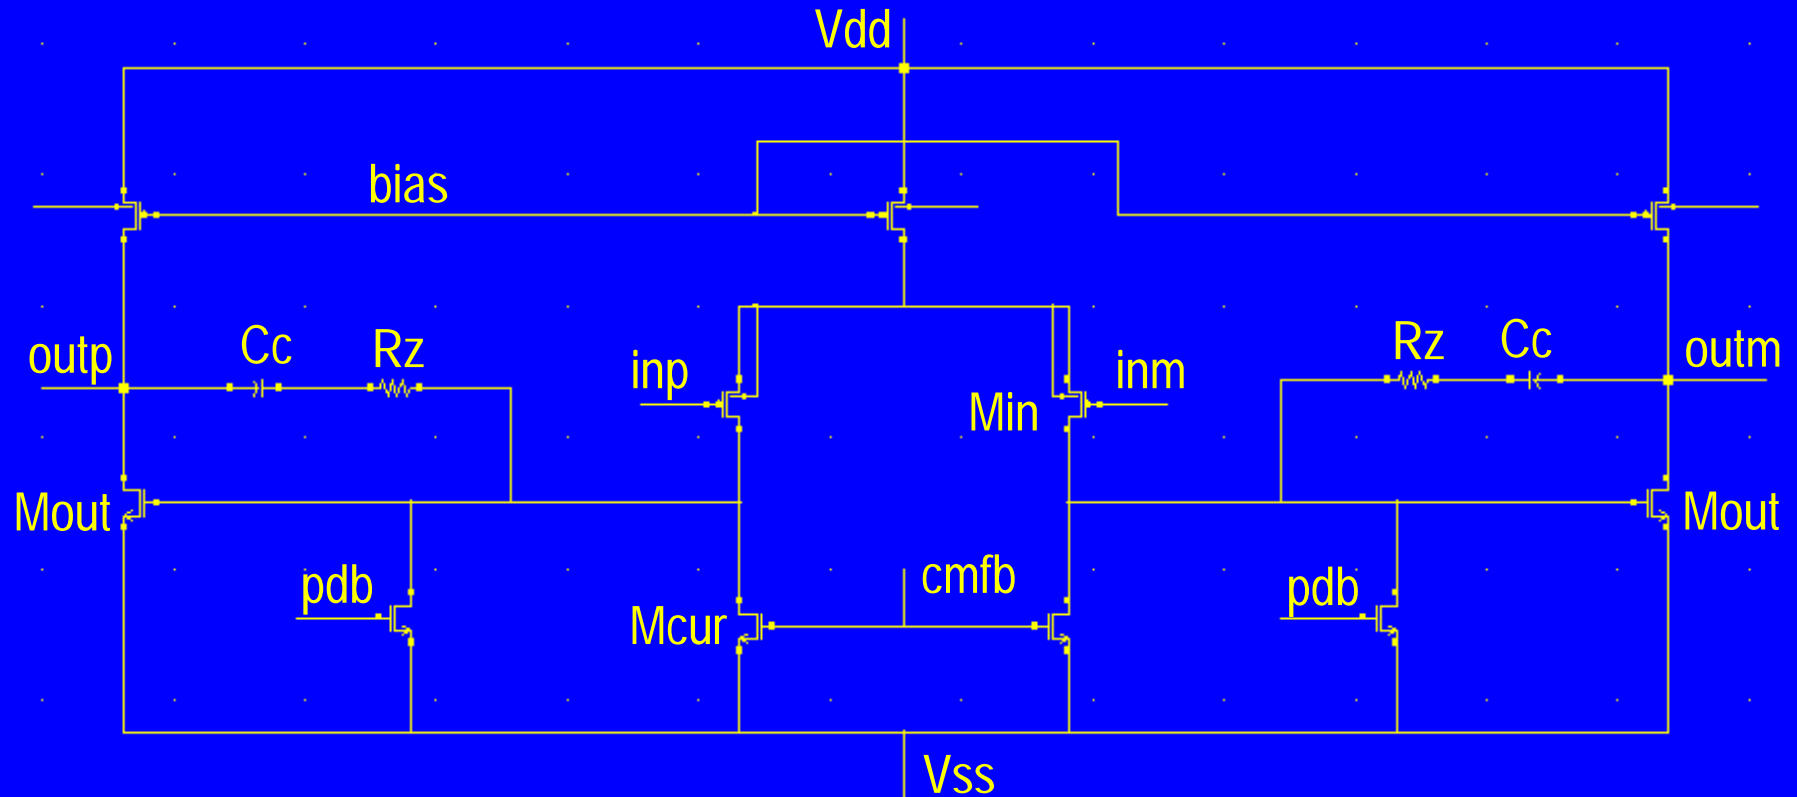 Vdd
bias
outp
Cc
Rz
inp
inm
Min
Rz
Cc
outm
Mout
Mout
pdb
Mcur
cmfb
pdb
Vss